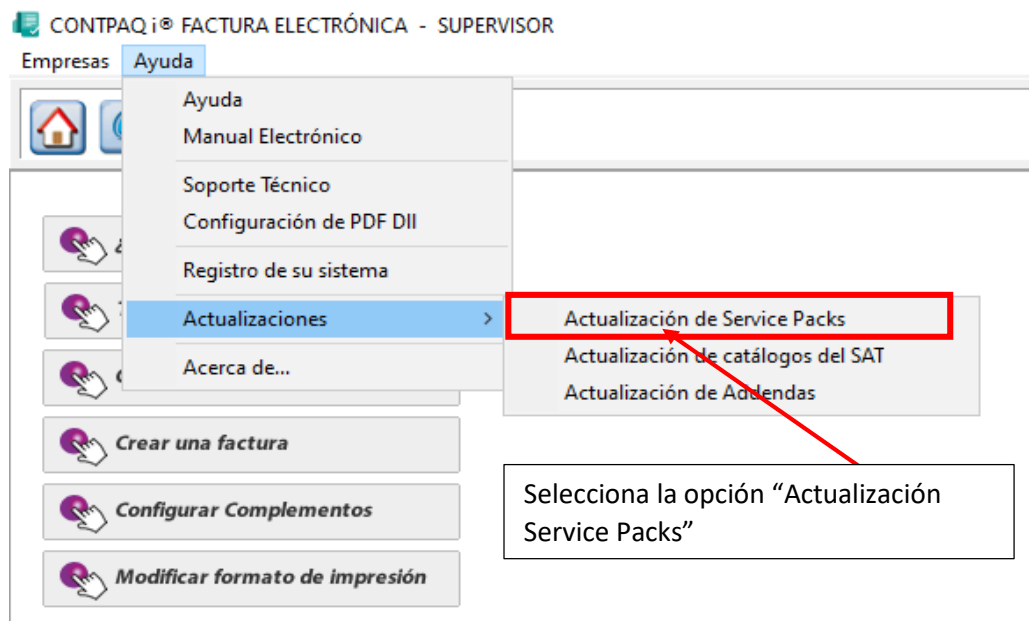 CONTPAQ i® FACTURA ELECTRÓNICA - SUPERVISOR
Empresas Ayuda
Ayuda
Manual Electrónico
Soporte Técnico
Configuración de PDF DII
Registro de su sistema
Actualizaciones >
Acerca de...
Actualización de Service Packs
Actualización de catálogos del SAT
Actualización de Addendas
Crear una factura
Configurar Complementos
Modificar formato de impresión
Selecciona la opción “Actualización
Service Packs”